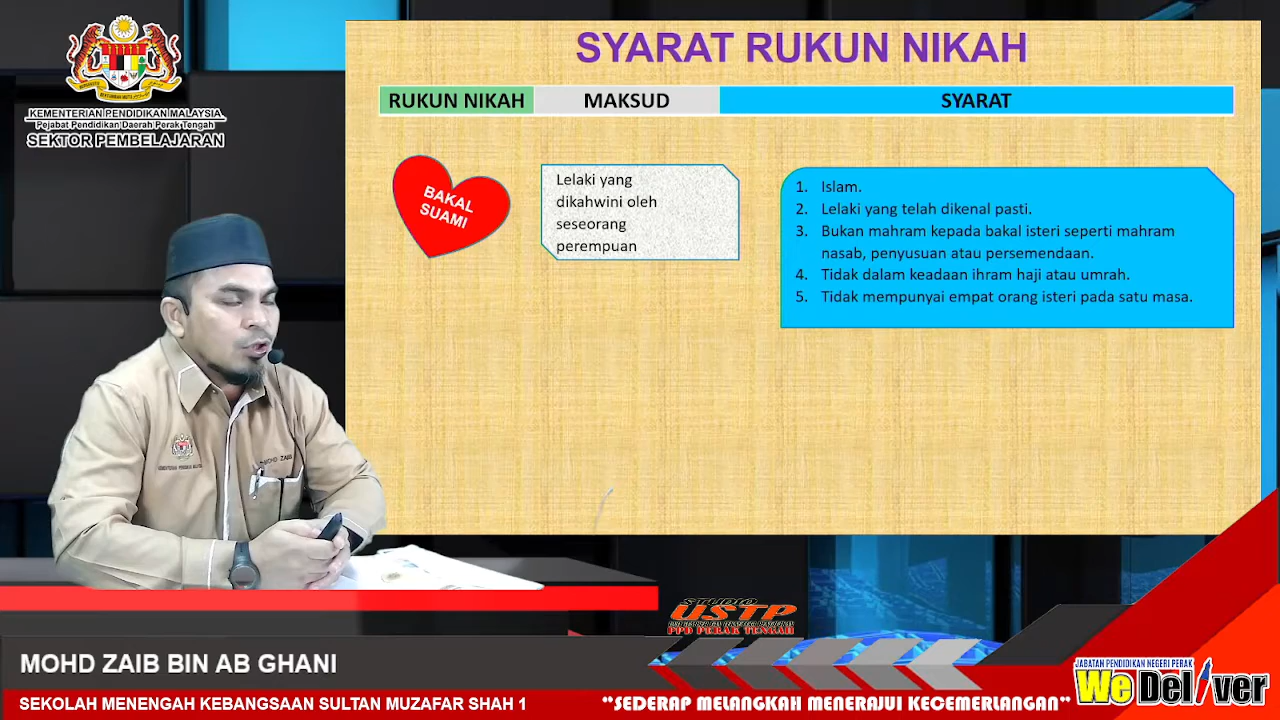 KEMENTERIAN PENDIDIKAN MALAYSIA
Pejabat Pendidikan Daerah Perak Tengah
SEKTOR PEMBELAJARAN
SYARAT RUKUN NIKAH
RUKUN NIKAH
MAKSUD
SYARAT
BAKAL
SUAMI
Lelaki yang
dikahwini oleh
seseorang
perempuan
1. Islam.
2. Lelaki yang telah dikenal pasti.
3. Bukan mahram kepada bakal isteri seperti mahram
nasab, penyusuan atau persemendaan.
4. Tidak dalam keadaan ihram haji atau umrah.
5. Tidak mempunyai empat orang isteri pada satu masa.
MOHD ZAIB
STUDIO
USTP
PPD PERAK TENGAH
MOHD ZAIB BIN AB GHANI
SEKOLAH MENENGAH KEBANGSAAN SULTAN MUZAFAR SHAH 1
"SEDERAP MELANGKAH MENERAJUI KECEMERLANGAN"
JABATAN PENDIDIKAN NEGERI PERAK
We Deliver